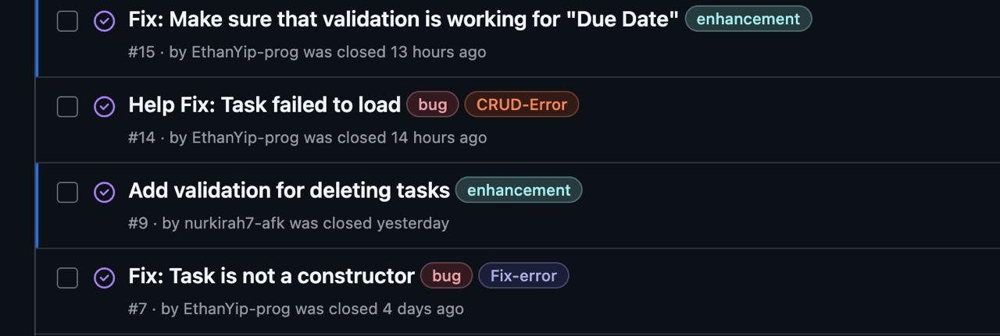 Fix: Make sure that validation is working for "Due Date" enhancement
#15 · by EthanYip-prog was closed 13 hours ago
Help Fix: Task failed to load bug CRUD-Error
#14 · by EthanYip-prog was closed 14 hours ago
Add validation for deleting tasks enhancement
#9 · by nurkirah7-afk was closed yesterday
Fix: Task is not a constructor bug Fix-error
#7 · by EthanYip-prog was closed 4 days ago